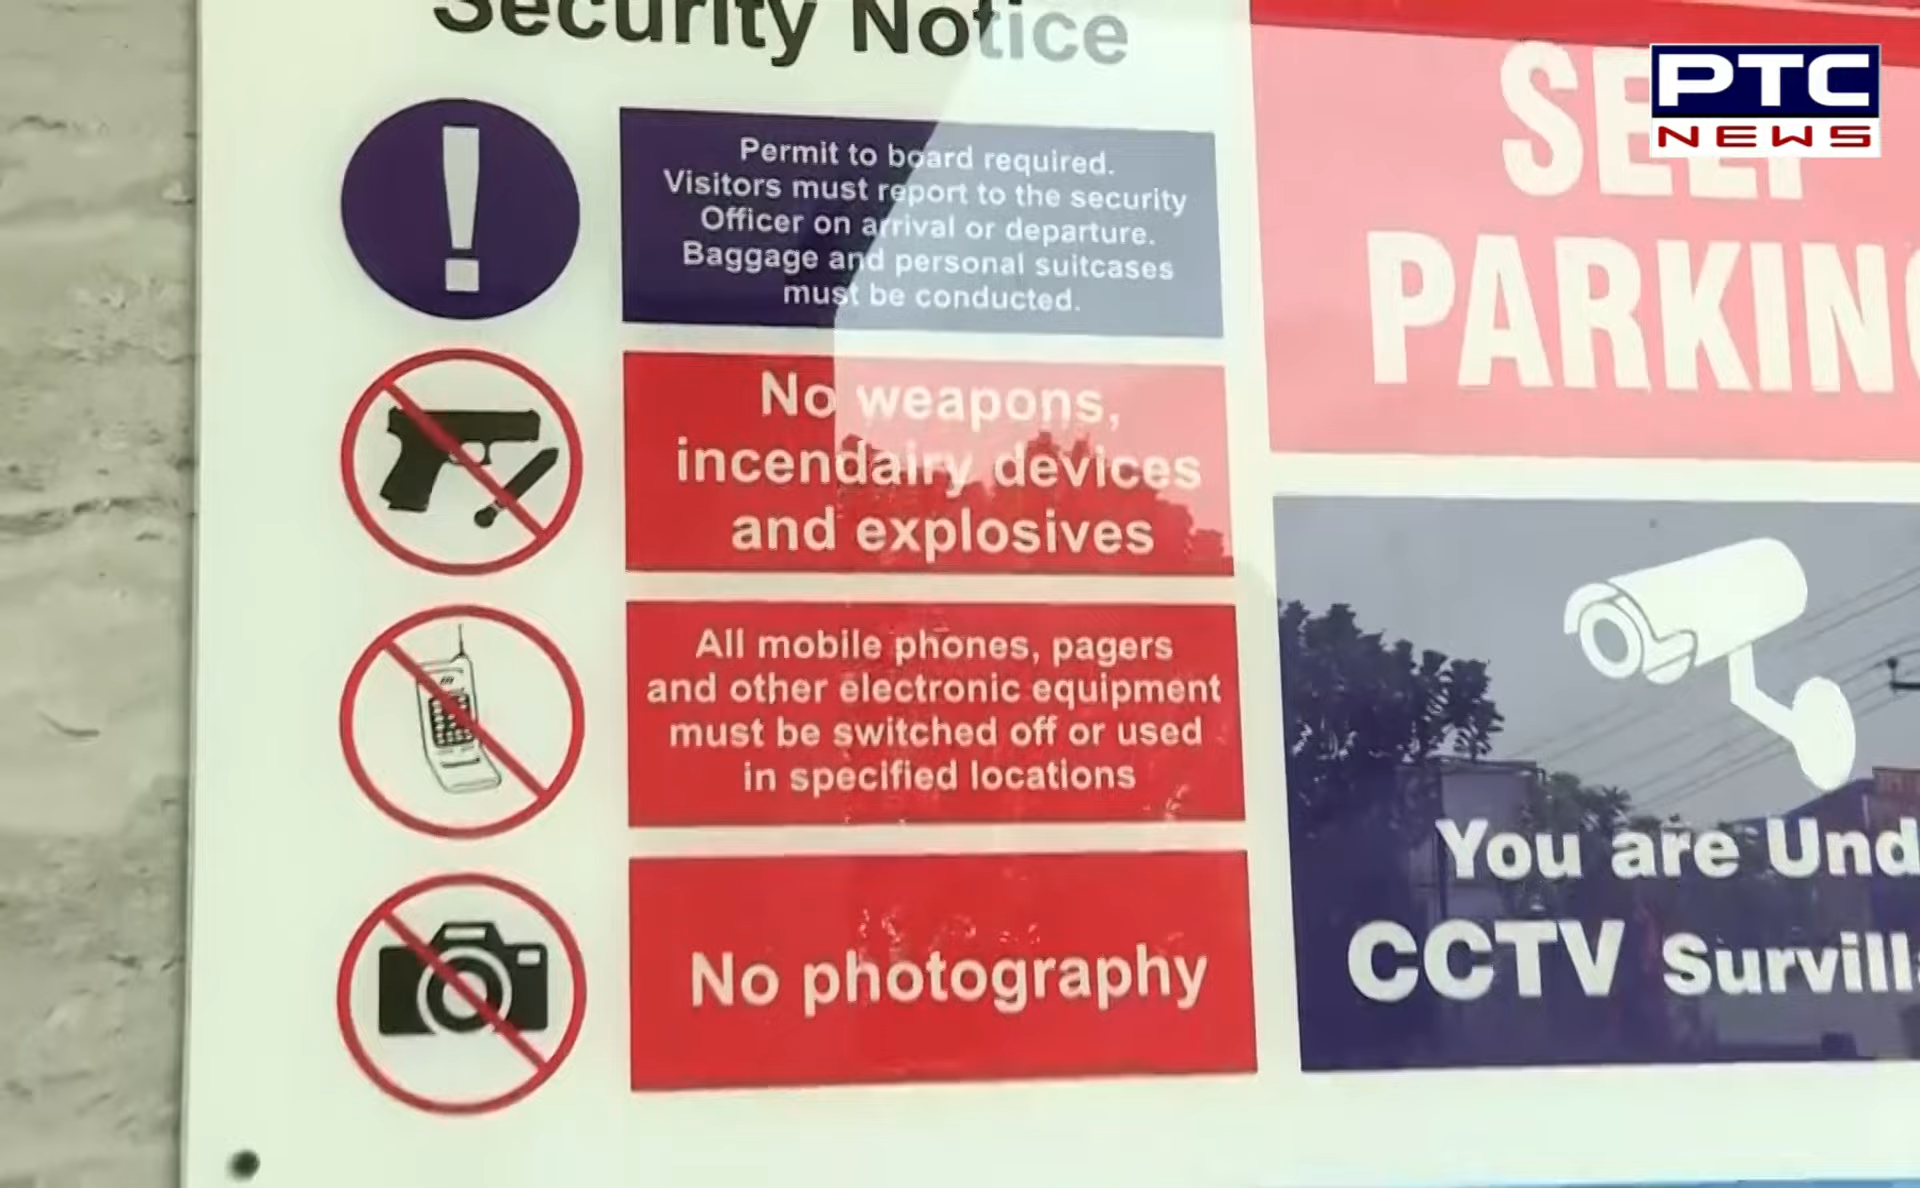 Security Notice
Permit to board required.
Visitors must report to the security
Officer on arrival or departure.
Baggage and personal suitcases
must be conducted.
No weapons,
incendairy devices
and explosives
All mobile phones, pagers
and other electronic equipment
must be switched off or used
in specified locations
No photography
PARKING
You are Und
CCTV Survill
PTC
NEWS